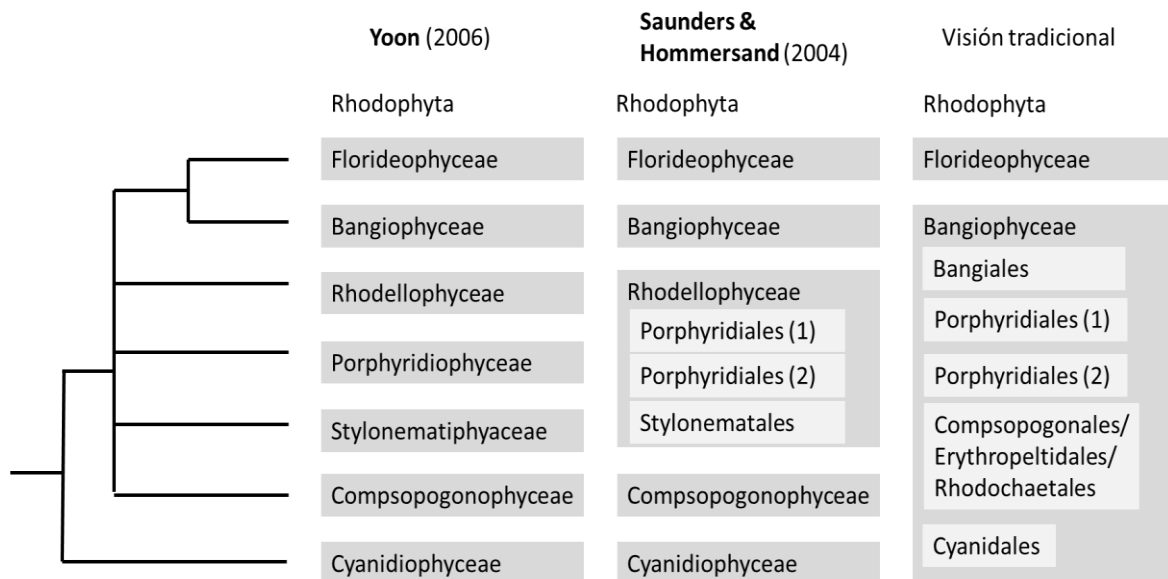 Yoon (2006)
Saunders &
Hommersand (2004)
Visión tradicional
Rhodophyta
Rhodophyta
Rhodophyta
Florideophyceae
Florideophyceae
Florideophyceae
Bangiophyceae
Bangiophyceae
Bangiophyceae
Bangiales
Rhodellophyceae
Rhodellophyceae
Porphyridiales (1)
Porphyridiales (1)
Porphyridiophyceae
Porphyridiales (2)
Porphyridiales (2)
Stylonematiphyaceae
Stylonematales
Compsopogonales/
Erythropeltidales/
Rhodochaetales
Compsopogonophyceae
Compsopogonophyceae
Cyanidiophyceae
Cyanidiophyceae
Cyanidales